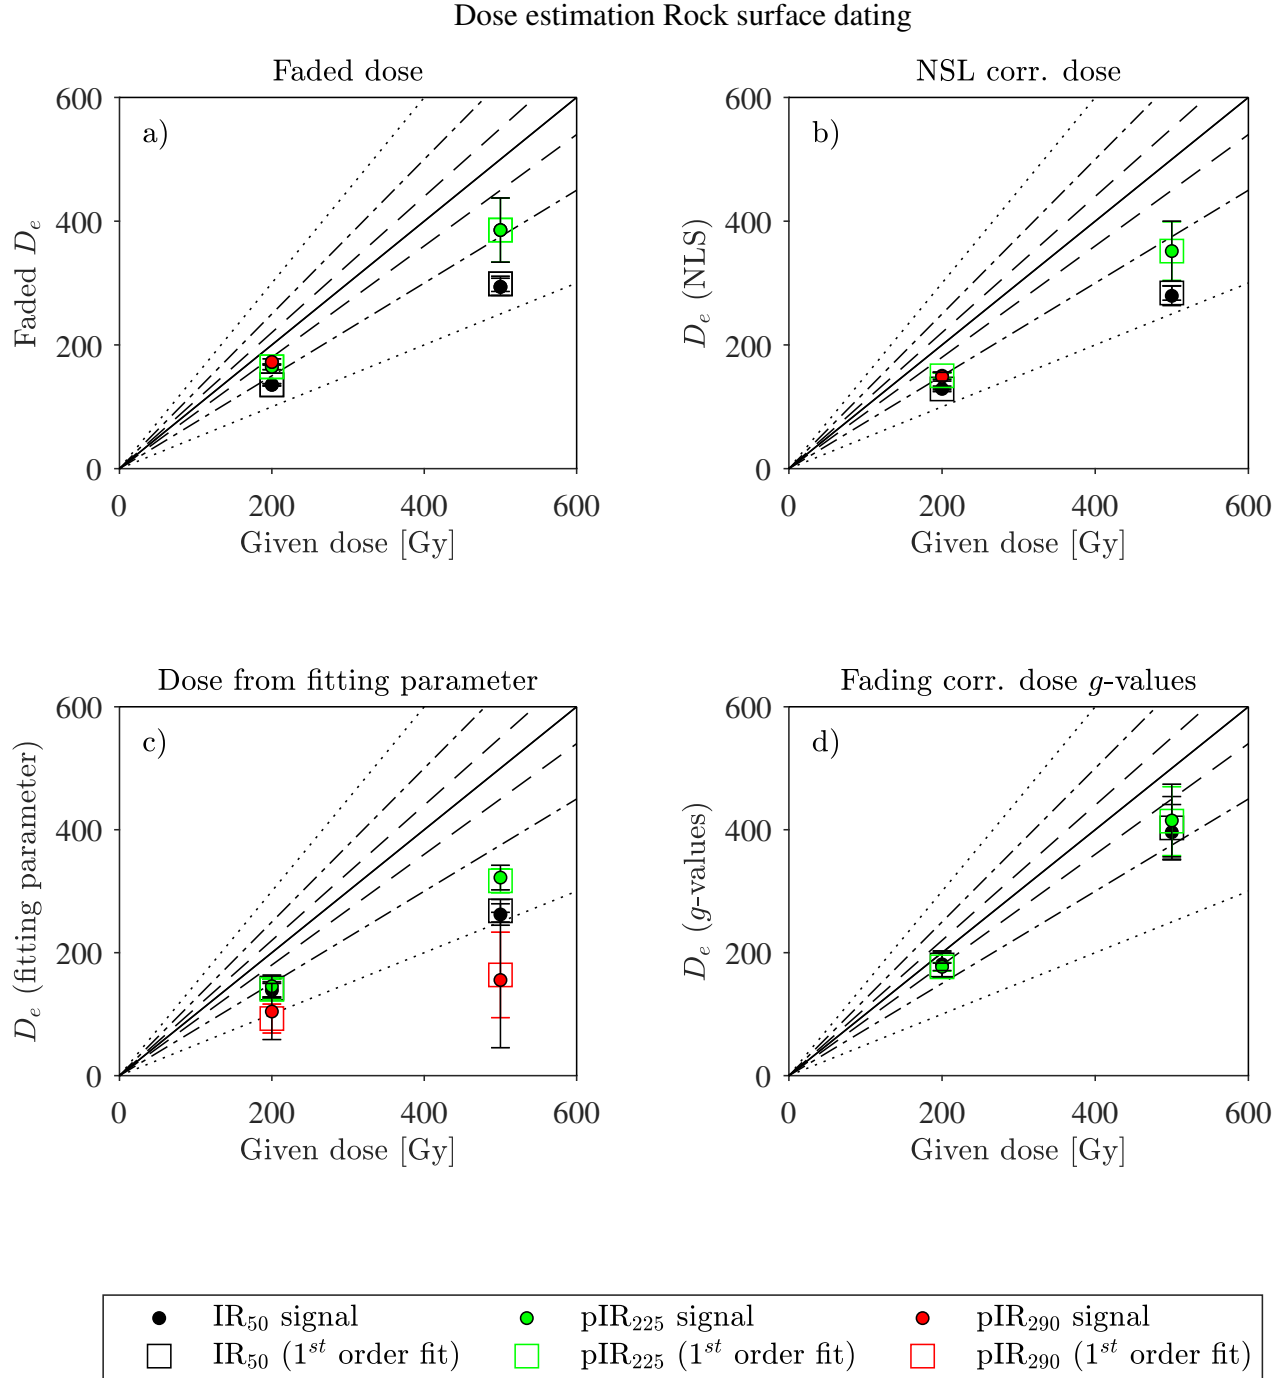 Dose estimation Rock surface dating
Faded dose
a)
600
400
200
0
Faded Dₑ
0 200 400 600
Given dose [Gy]
NSL corr. dose
b)
600
400
200
0
Dₑ (NLS)
0 200 400 600
Given dose [Gy]
Dose from fitting parameter
c)
600
400
200
0
Dₑ (fitting parameter)
0 200 400 600
Given dose [Gy]
Fading corr. dose g-values
d)
600
400
200
0
Dₑ (g-values)
0 200 400 600
Given dose [Gy]
IR₅₀ signal pIR₂₂₅ signal pIR₂₉₀ signal
IR₅₀ (1ˢᵗ order fit) pIR₂₂₅ (1ˢᵗ order fit) pIR₂₉₀ (1ˢᵗ order fit)